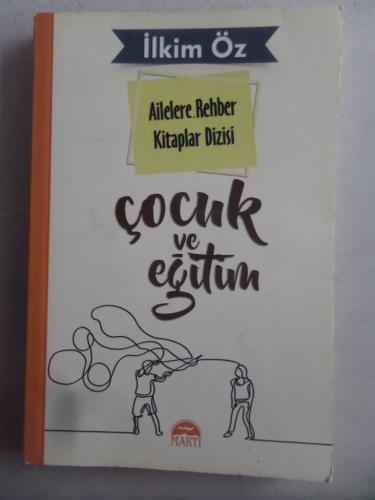 İlkim Öz
Ailelere Rehber
Kitaplar Dizisi
çocuk
ve
eğitim
MARTI